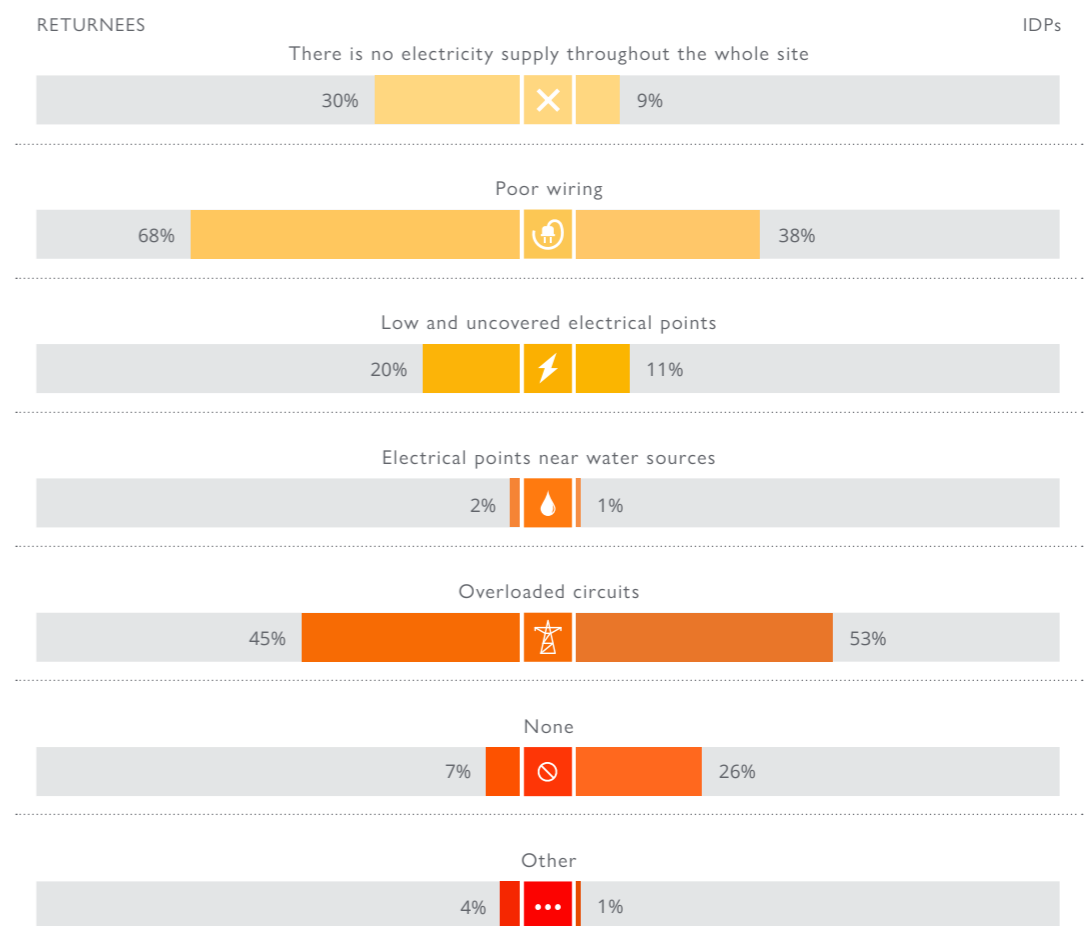 RETURNEES IDPs
There is no electricity supply throughout the whole site
30% 9%
Poor wiring
68% 38%
Low and uncovered electrical points
20% 11%
Electrical points near water sources
2% 1%
Overloaded circuits
45% 53%
None
7% 26%
Other
4% 1%